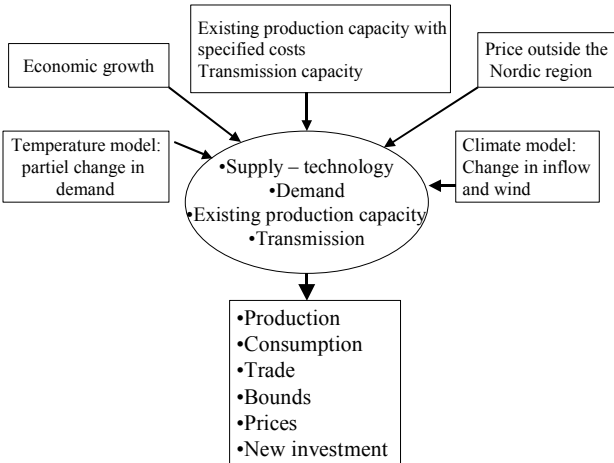 Existing production capacity with
specified costs
Transmission capacity
Economic growth
Price outside the
Nordic region
Temperature model:
partiel change in
demand
Climate model:
Change in inflow
and wind
•Supply – technology
•Demand
•Existing production capacity
•Transmission
•Production
•Consumption
•Trade
•Bounds
•Prices
•New investment